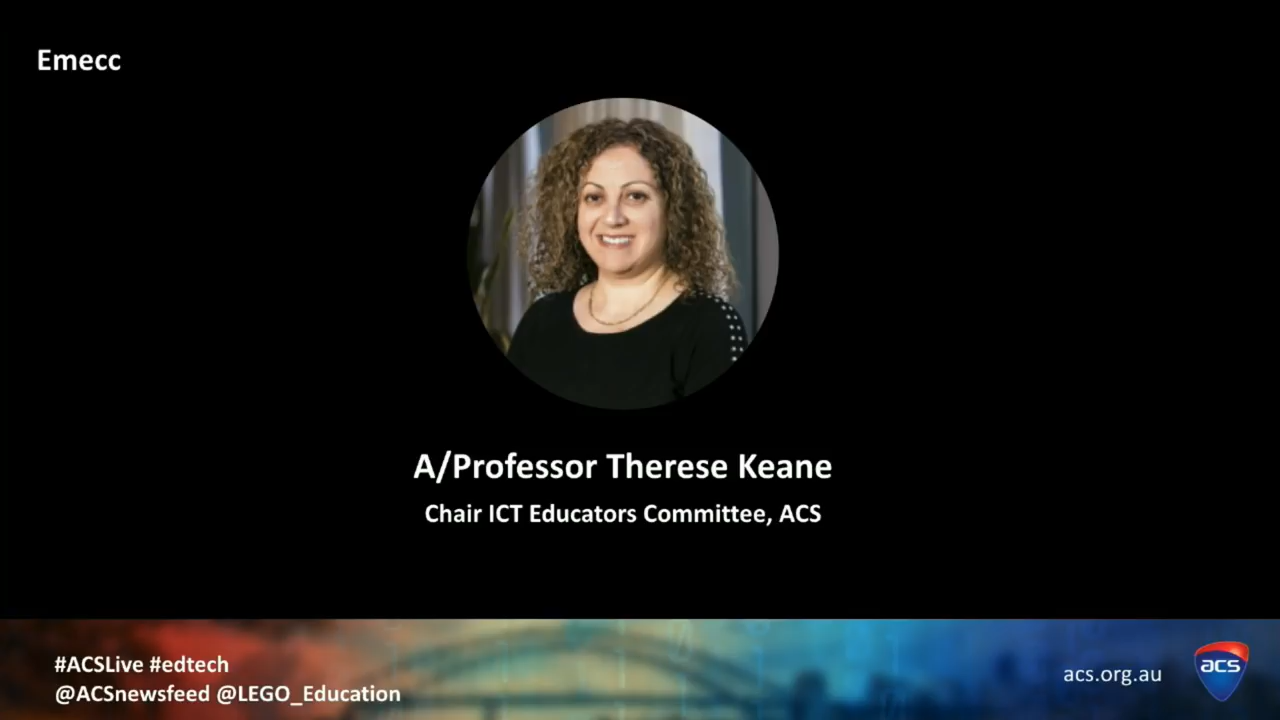 Emecc
A/Professor Therese Keane
Chair ICT Educators Committee, ACS
#ACSLive #edtech
@ACSnewsfeed @LEGO_Education
acs.org.au
acs